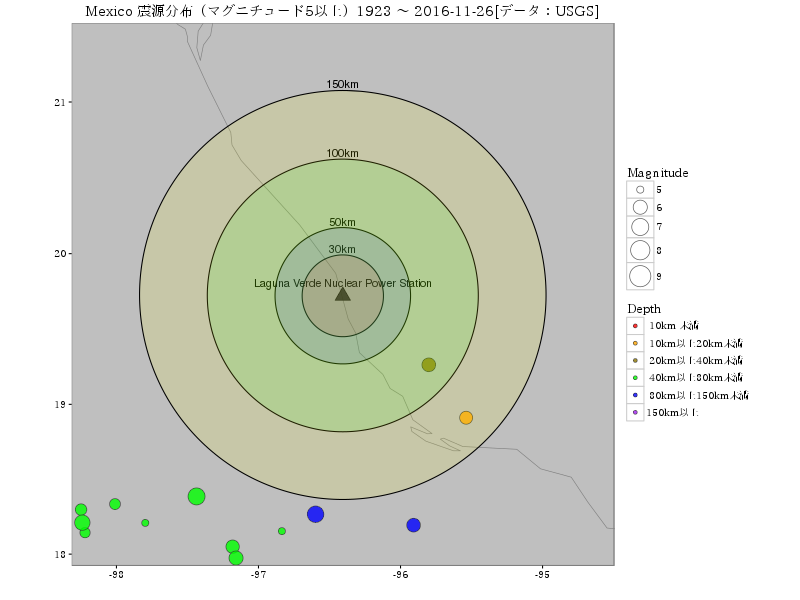 Mexico 震源分布（マグニチュード5以上）1923 ～ 2016-11-26[データ：USGS]
150km
21
100km
Magnitude
5
50km
6
7
20
30km
8
Laguna Verde Nuclear Power Station
9
Depth
10km 未満
10km以上20km未満
20km以上40km未満
40km以上80km未満
19
80km以上150km未満
150km以上
18
-98
-97
-96
-95